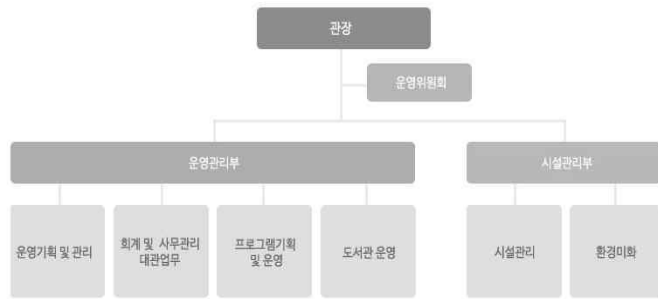 관장
운영위원회
운영관리부
시설관리부
운영기획 및 관리
회계 및 사무관리
대관업무
프로그램기획
및 운영
도서관 운영
시설관리
환경미화